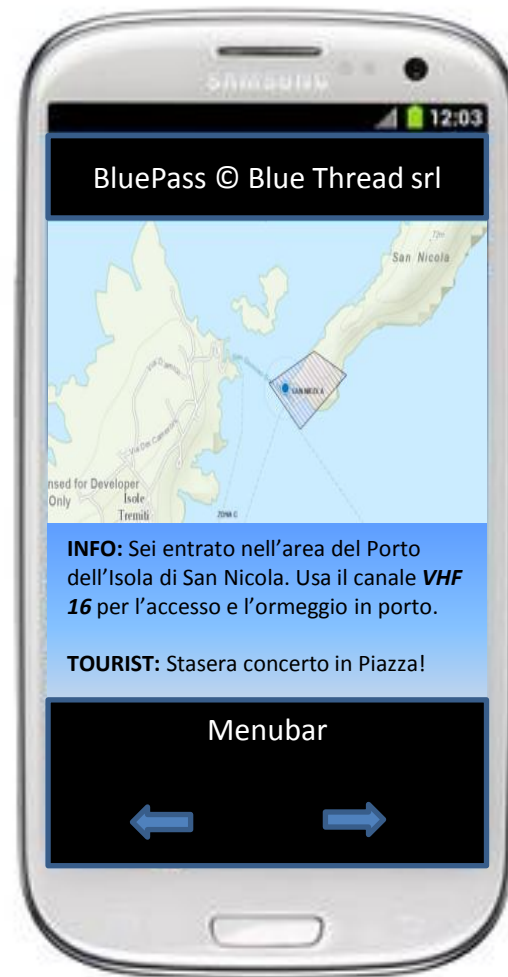 SAMSUNG
12:03
BluePass © Blue Thread srl
72m
San Nicola
SAN NICOLA
nsed for Developer
Only
Isole
Tremiti
ZONA C
INFO: Sei entrato nell’area del Porto
dell’Isola di San Nicola. Usa il canale VHF
16 per l’accesso e l’ormeggio in porto.
TOURIST: Stasera concerto in Piazza!
Menubar